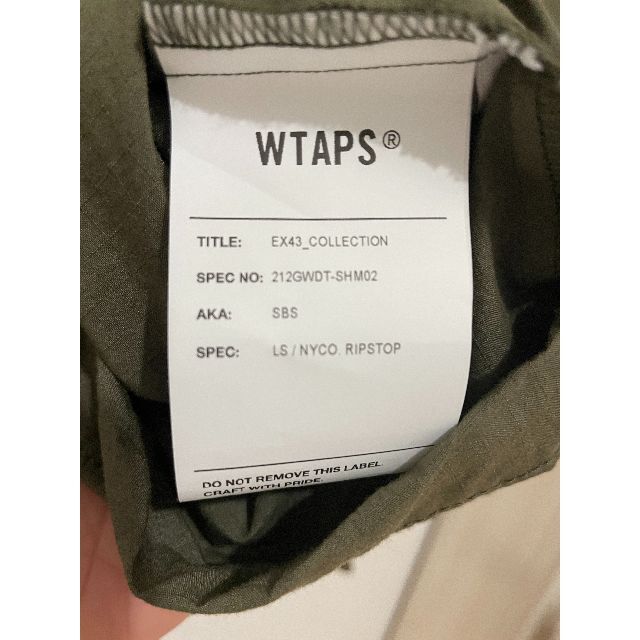 WTAPS®
TITLE: EX43_COLLECTION
SPEC NO: 212GWDT-SHM02
AKA: SBS
SPEC: LS / NYCO. RIPSTOP
DO NOT REMOVE THIS LABEL
CRAFT WITH PRIDE.